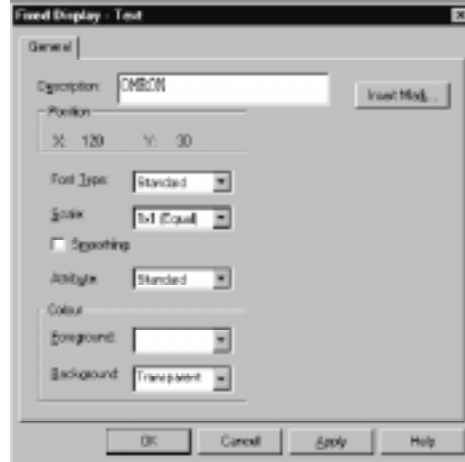 Fixed Display - Text
General
Description: OMRON
Insert Mark...
Position
X: 120 Y: 30
Font Type: Standard
Scale: 1x1 (Equal)
Smoothing
Attribute: Standard
Colour
Foreground:
Background: Transparent
OK Cancel Apply Help